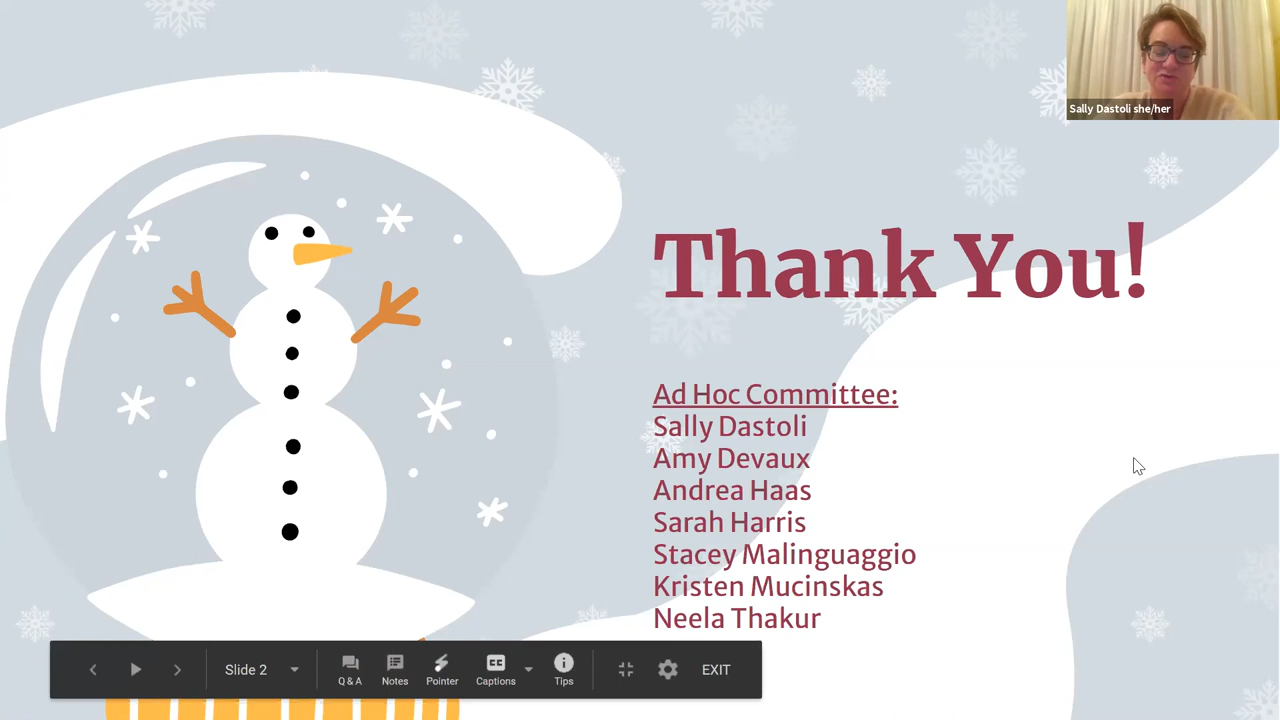 Sally Dastoli she/her
Thank You!
Ad Hoc Committee:
Sally Dastoli
Amy Devaux
Andrea Haas
Sarah Harris
Stacey Malinguaggio
Kristen Mucinskas
Neela Thakur
Slide 2
Q & A
Notes
Pointer
CC
Captions
Tips
EXIT